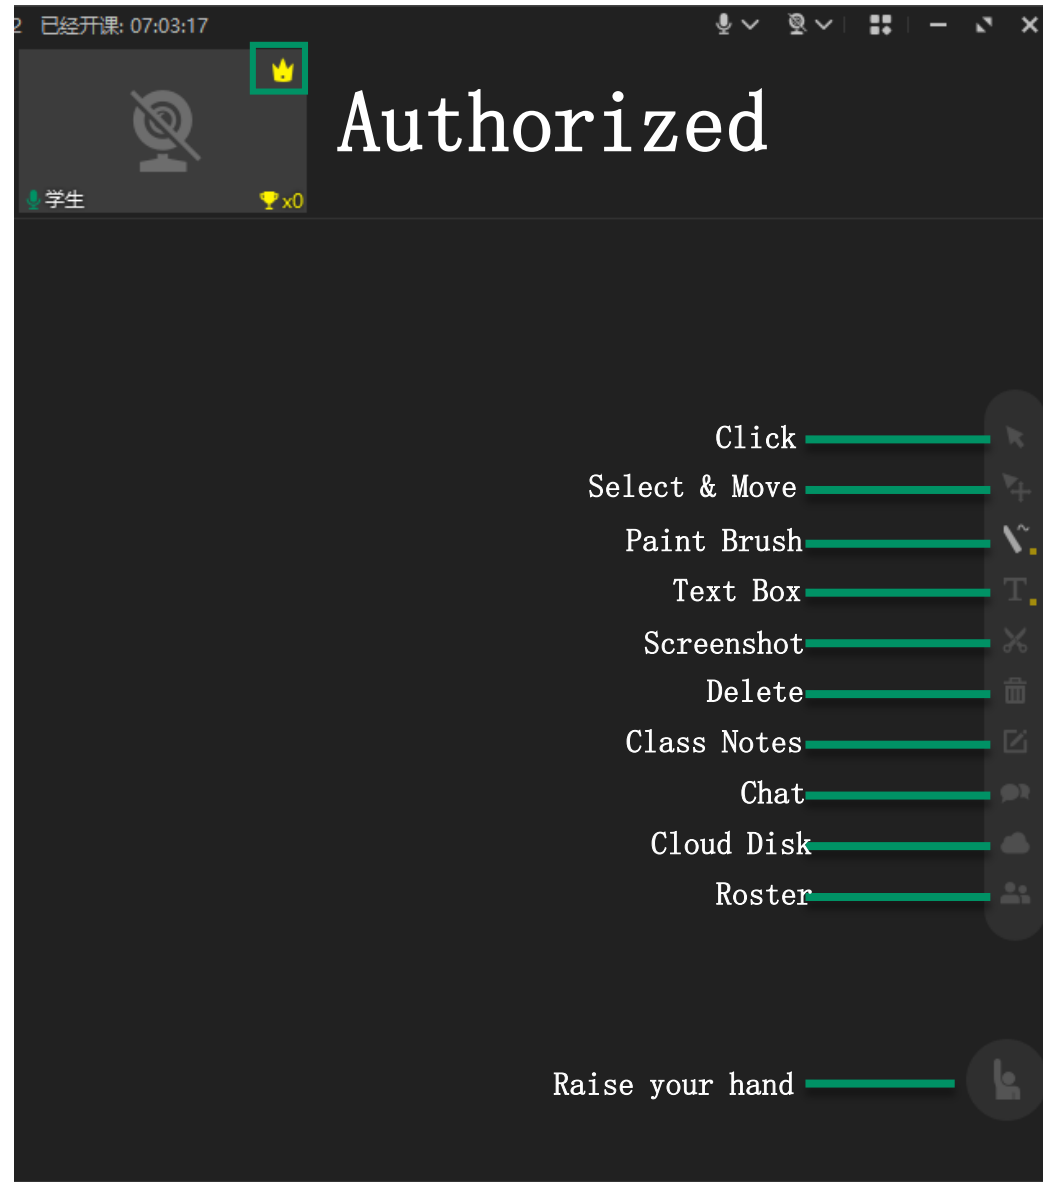 2 已经开课: 07:03:17
Authorized
学生 x0
Click
Select & Move
Paint Brush
Text Box
Screenshot
Delete
Class Notes
Chat
Cloud Disk
Roster
Raise your hand